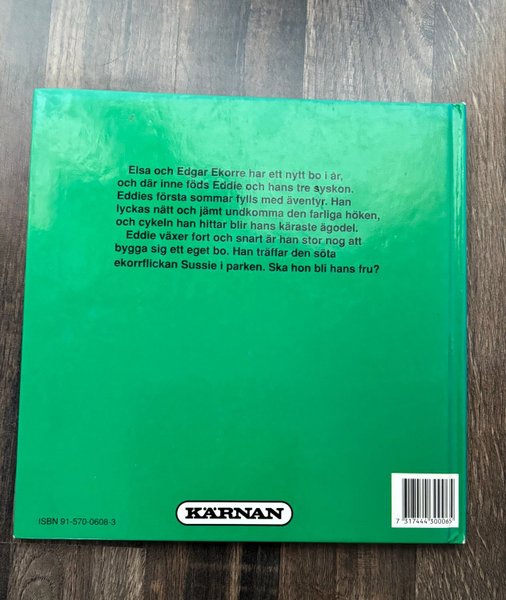 Elsa och Edgar Ekorre har ett nytt bo i år,
och där inne föds Eddie och hans tre syskon.
Eddies första sommar fylls med äventyr. Han
lyckas nätt och jämt undkomma den farliga höken,
och cykeln han hittar blir hans käraste ägodel.
Eddie växer fort och snart är han stor nog att
bygga sig ett eget bo. Han träffar den söta
ekorrflickan Sussie i parken. Ska hon bli hans fru?
ISBN 91-570-0608-3
KÄRNAN
7 317444 300065